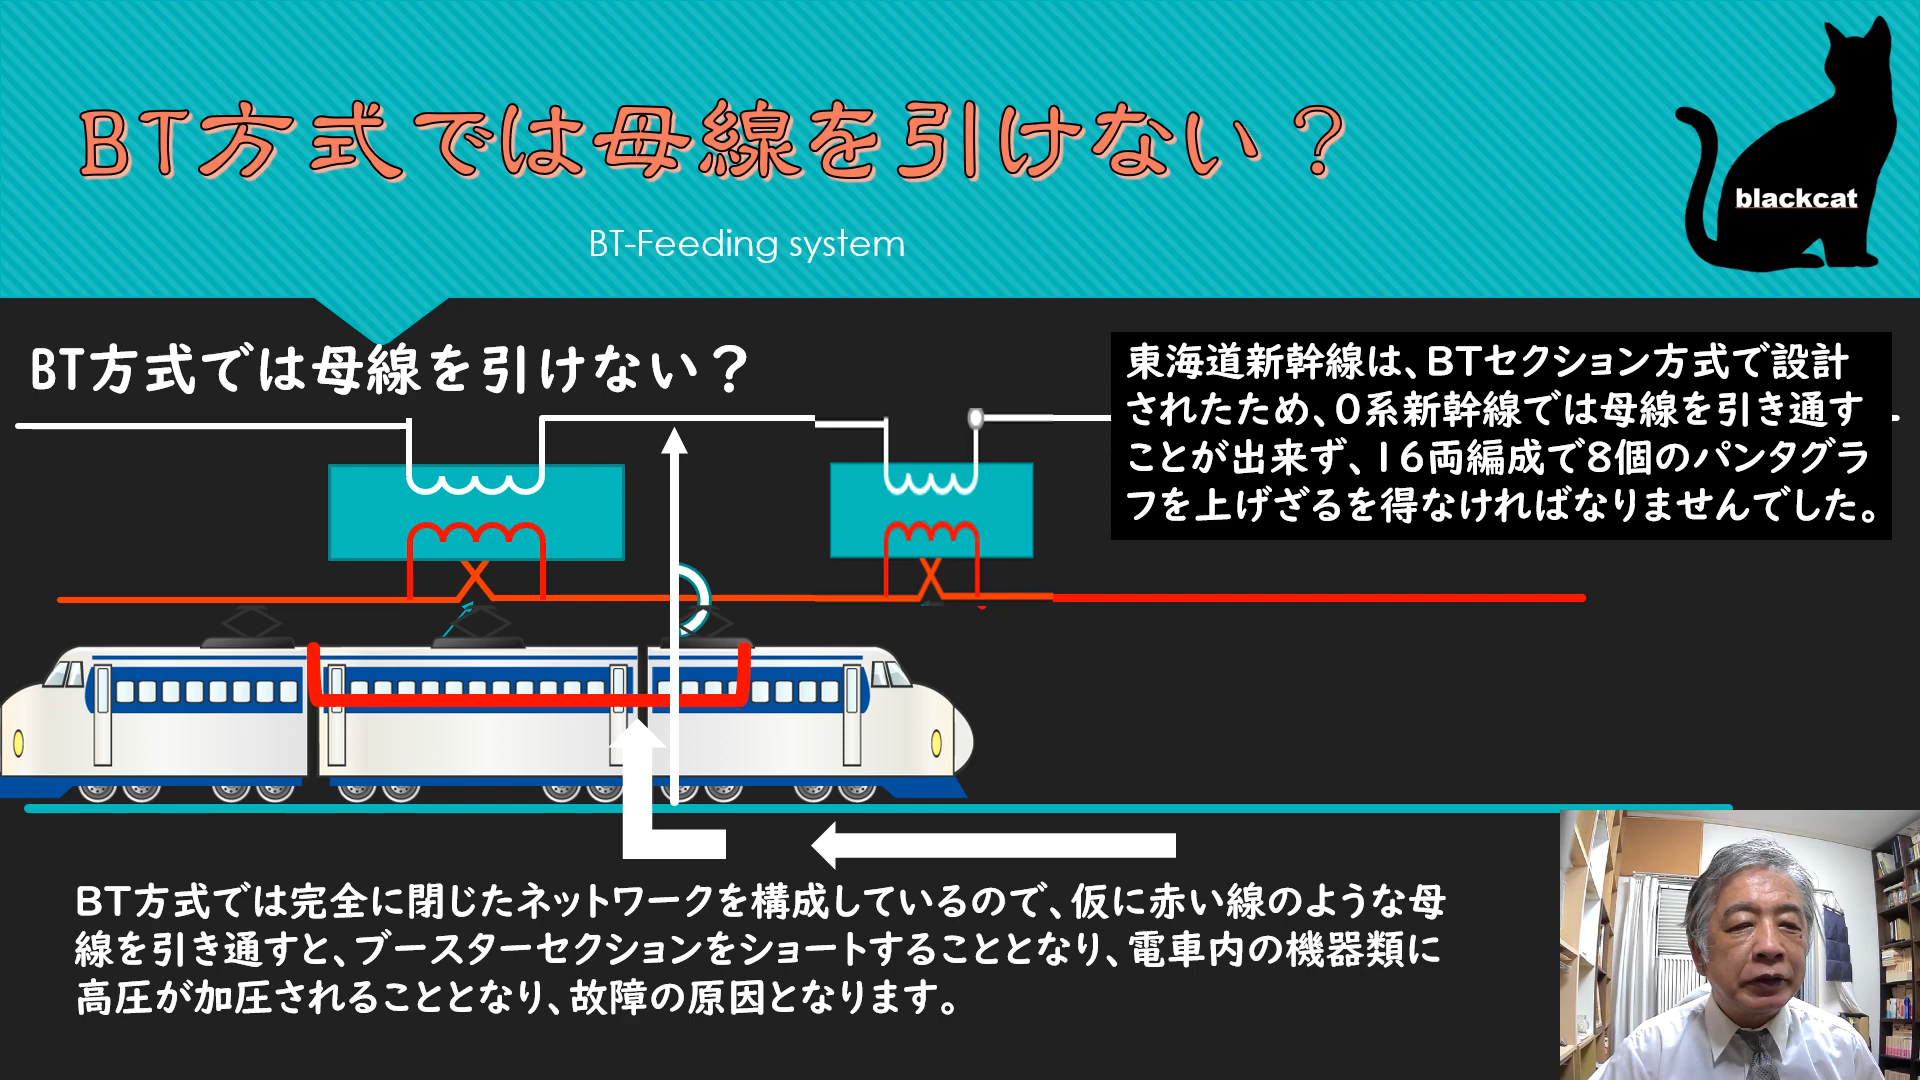 BT方式では母線を引けない？
BT-Feeding system
blackcat
BT方式では母線を引けない？
東海道新幹線は、BTセクション方式で設計
されたため、0系新幹線では母線を引き通す
ことが出来ず、16両編成で8個のパンタグラ
フを上げざるを得なければなりませんでした。
BT方式では完全に閉じたネットワークを構成しているので、仮に赤い線のような母
線を引き通すと、ブースターセクションをショートすることとなり、電車内の機器類に
高圧が加圧されることとなり、故障の原因となります。